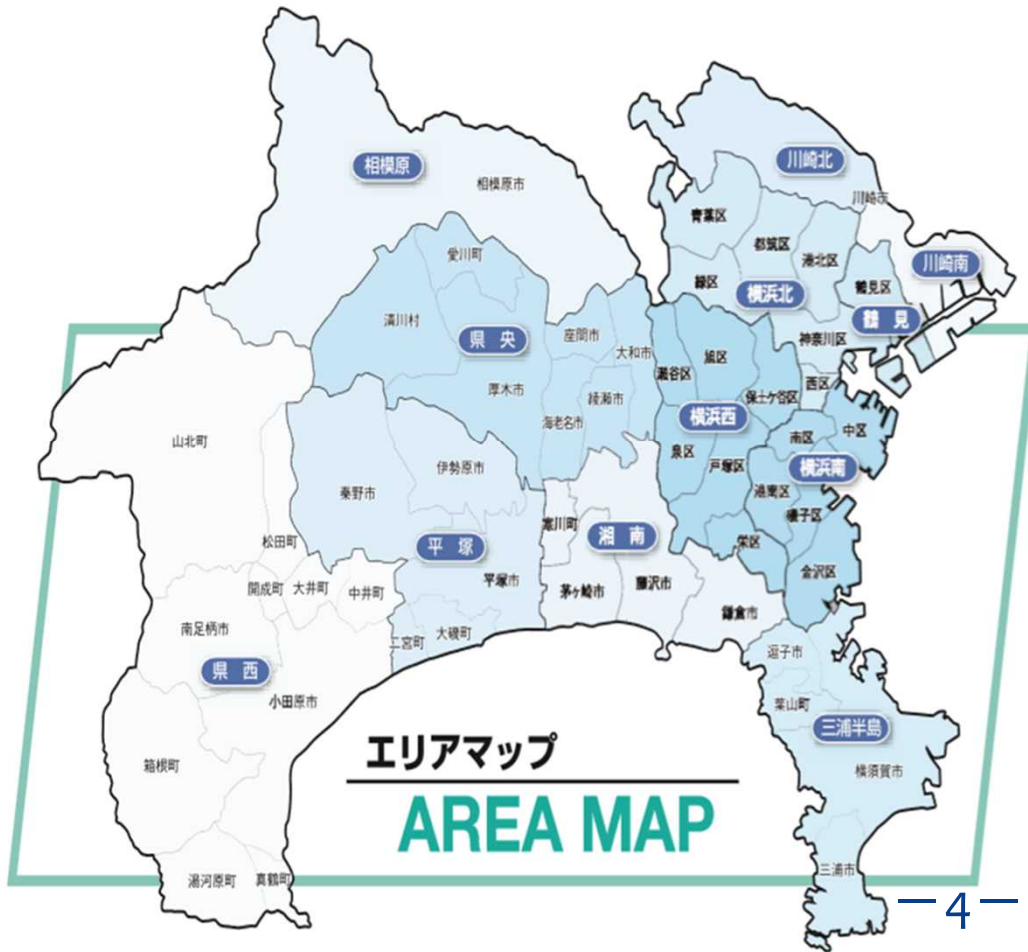 相模原
相模原市
川崎北
川崎市
青葉区
都筑区
港北区
川崎南
緑区
横浜北
鶴見区
鶴見
神奈川区
愛川町
清川村
県央
座間市
大和市
厚木市
海老名市
綾瀬市
瀬谷区
旭区
保土ケ谷区
西区
横浜西
泉区
戸塚区
南区
中区
横浜南
港南区
磯子区
栄区
金沢区
山北町
秦野市
伊勢原市
平塚
平塚市
寒川町
湘南
茅ヶ崎市
藤沢市
鎌倉市
松田町
開成町
大井町
中井町
二宮町
大磯町
南足柄市
県西
小田原市
箱根町
湯河原町
真鶴町
逗子市
葉山町
三浦半島
横須賀市
三浦市
エリアマップ
AREA MAP
－4－